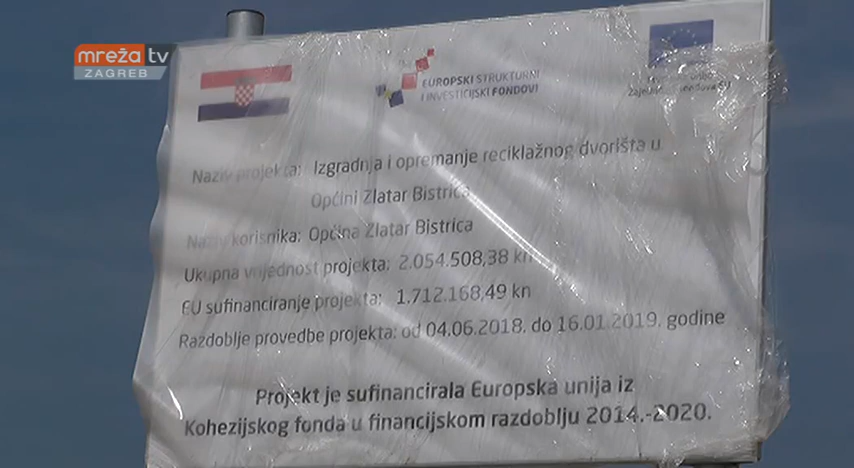 mreža tv
ZAGREB
EUROPSKI STRUKTURNI
I INVESTICIJSKI FONDOVI
Naziv projekta: Izgradnja i opremanje reciklažnog dvorišta u
Općini Zlatar Bistrica
Naziv korisnika: Općina Zlatar Bistrica
Ukupna vrijednost projekta: 2.054.508,38 kn
EU sufinanciranje projekta: 1.712.168,49 kn
Razdoblje provedbe projekta: od 04.06.2018. do 16.01.2019. godine
Projekt je sufinancirala Europska unija iz
Kohezijskog fonda u financijskom razdoblju 2014.-2020.